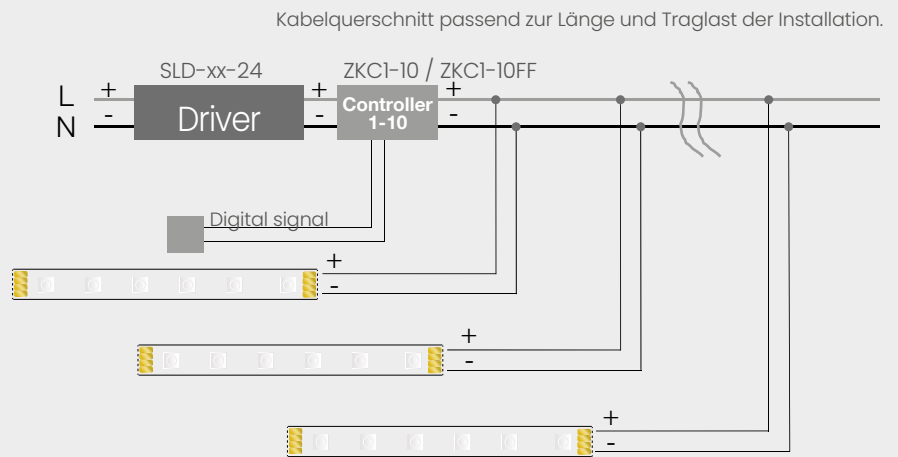 Kabelquerschnitt passend zur Länge und Traglast der Installation.
SLD-xx-24
ZKC1-10 / ZKC1-10FF
L + Driver + Controller +
N - - 1-10 -
Digital signal
+
-
+
-
+
-